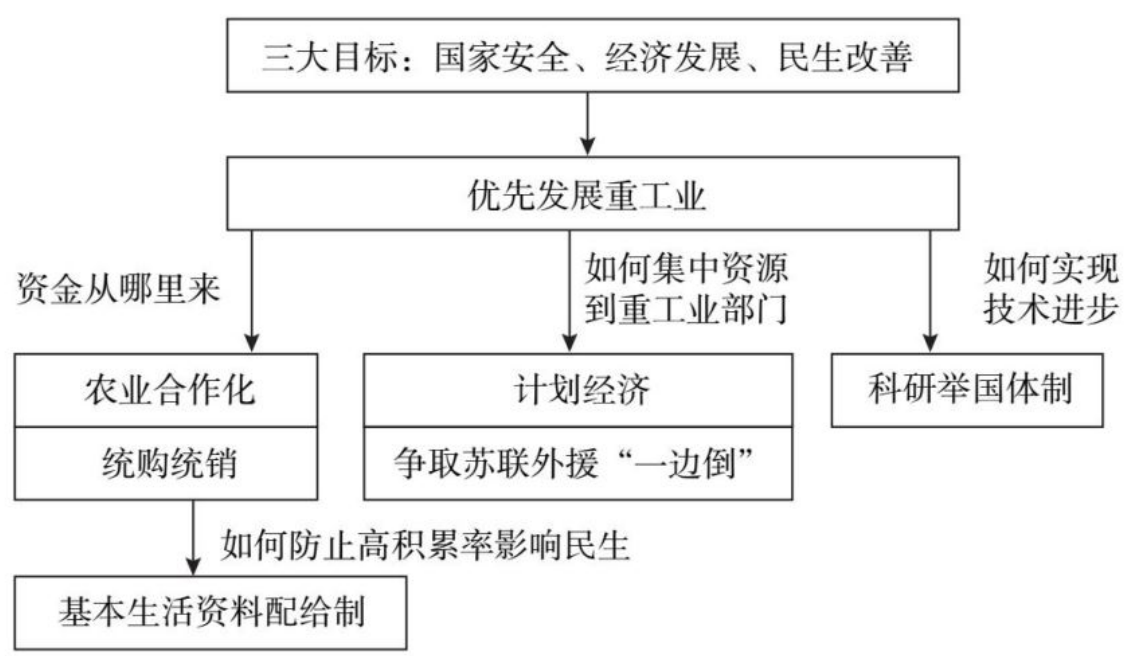 三大目标：国家安全、经济发展、民生改善
优先发展重工业
资金从哪里来
如何集中资源
到重工业部门
如何实现
技术进步
农业合作化
统购统销
计划经济
争取苏联外援“一边倒”
科研举国体制
如何防止高积累率影响民生
基本生活资料配给制